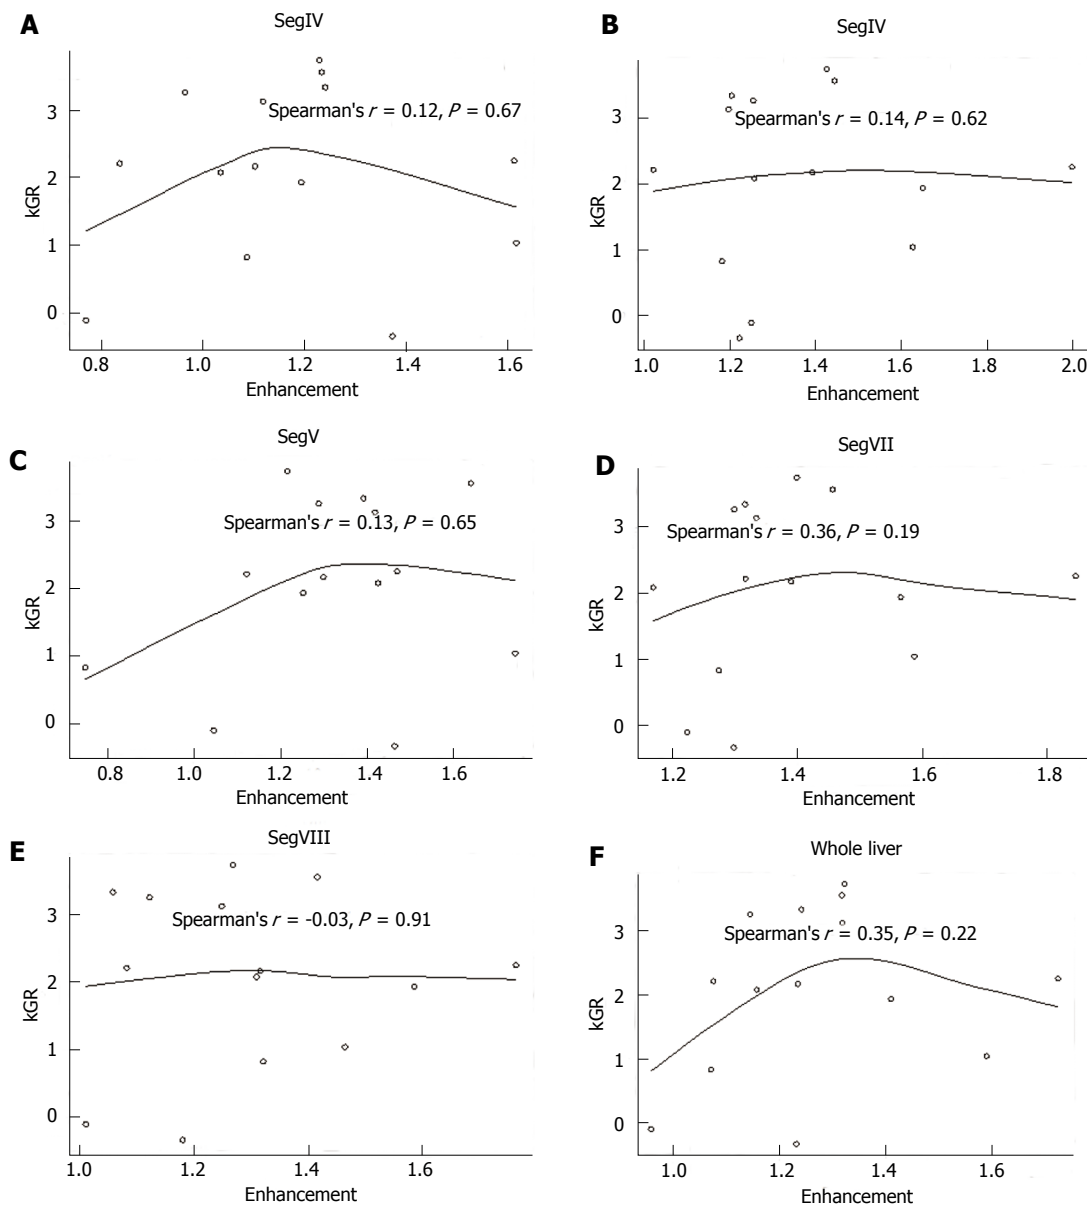 A
SegIV
3
2
1
0
kGR
Spearman's r = 0.12, P = 0.67
0.8 1.0 1.2 1.4 1.6
Enhancement
B
SegIV
3
2
1
0
kGR
Spearman's r = 0.14, P = 0.62
1.0 1.2 1.4 1.6 1.8 2.0
Enhancement
C
SegV
3
2
1
0
kGR
Spearman's r = 0.13, P = 0.65
0.8 1.0 1.2 1.4 1.6
Enhancement
D
SegVII
3
2
1
0
kGR
Spearman's r = 0.36, P = 0.19
1.2 1.4 1.6 1.8
Enhancement
E
SegVIII
3
2
1
0
kGR
Spearman's r = -0.03, P = 0.91
1.0 1.2 1.4 1.6
Enhancement
F
Whole liver
3
2
1
0
kGR
Spearman's r = 0.35, P = 0.22
1.0 1.2 1.4 1.6
Enhancement